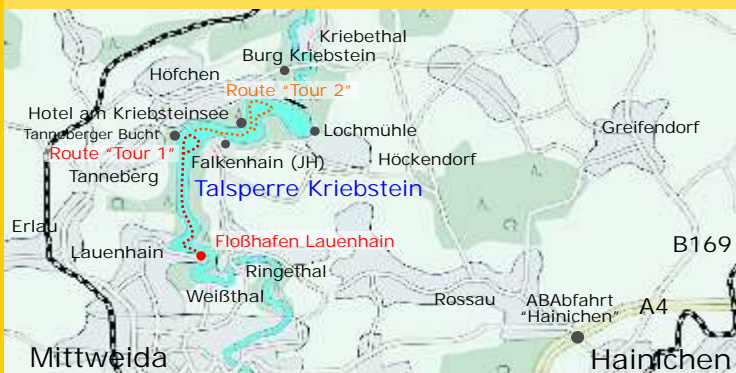 Kriebethal
Burg Kriebstein
Höfchen
Route "Tour 2"
Hotel am Kriebsteinsee
Tanneberger Bucht
Lochmühle
Greifendorf
Route "Tour 1"
Falkenhain (JH)
Höckendorf
Tanneberg
Talsperre Kriebstein
Erlau
Floßhafen Lauenhain
Lauenhain
B169
Ringethal
Weißthal
Rossau
ABAbfahrt
"Hainichen"
A4
Mittweida
Hainichen